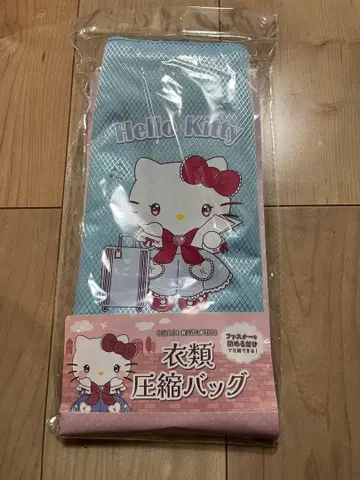 Hello Kitty
衣類
圧縮バッグ
ファスナーを
閉めるだけ
で圧縮できる!